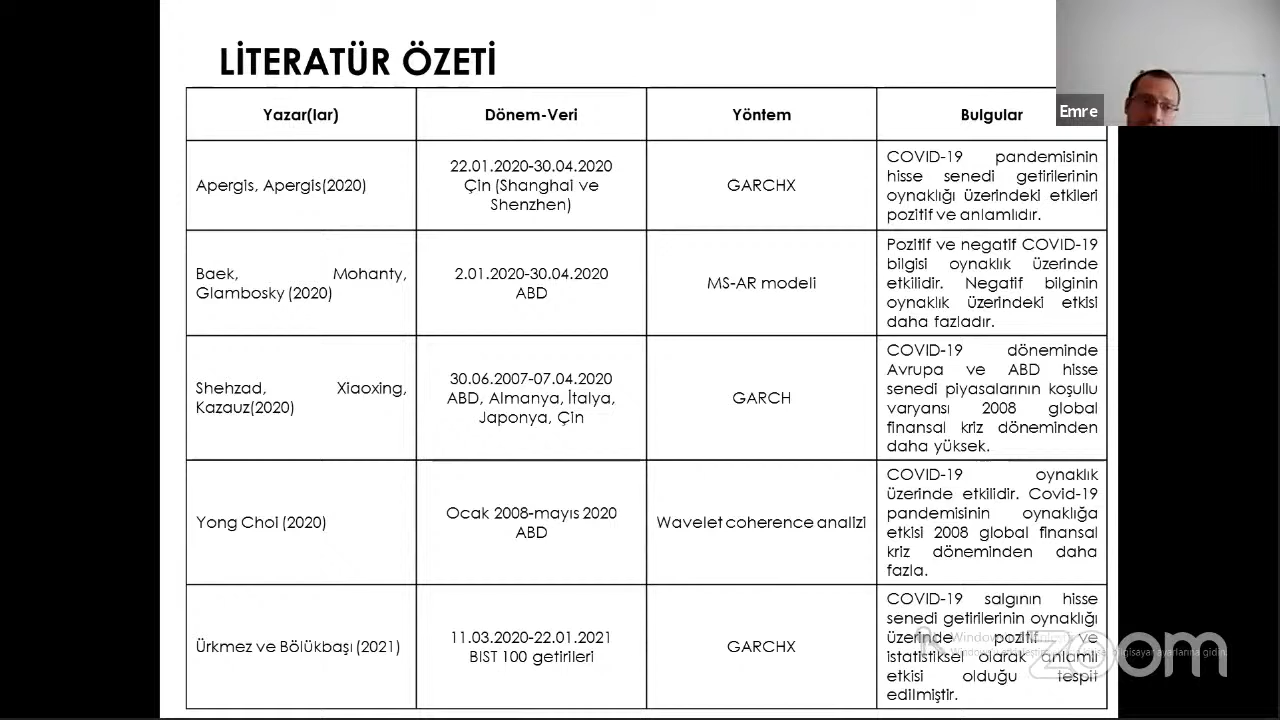 LİTERATÜR ÖZETİ
Emre
Yazar(lar) Dönem-Veri Yöntem Bulgular
Apergis, Apergis(2020)
22.01.2020-30.04.2020
Çin (Shanghai ve
Shenzhen)
GARCHX
COVID-19 pandemisinin
hisse senedi getirilerinin
oynaklığı üzerindeki etkileri
pozitif ve anlamlıdır.
Baek, Mohanty,
Glambosky (2020)
2.01.2020-30.04.2020
ABD
MS-AR modeli
Pozitif ve negatif COVID-19
bilgisi oynaklık üzerinde
etkilidir. Negatif bilginin
oynaklık üzerindeki etkisi
daha fazladır.
Shehzad, Xiaoxing,
Kazauz(2020)
30.06.2007-07.04.2020
ABD, Almanya, İtalya,
Japonya, Çin
GARCH
COVID-19 döneminde
Avrupa ve ABD hisse
senedi piyasalarının koşullu
varyansı 2008 global
finansal kriz döneminden
daha yüksek.
Yong Choi (2020)
Ocak 2008-mayıs 2020
ABD
Wavelet coherence analizi
COVID-19 oynaklık
üzerinde etkilidir. Covid-19
pandemisinin oynaklığa
etkisi 2008 global finansal
kriz döneminden daha
fazla.
Ürkmez ve Bölükbaşı (2021)
11.03.2020-22.01.2021
BIST 100 getirileri
GARCHX
COVID-19 salgının hisse
senedi getirilerinin oynaklığı
üzerinde pozitif ve
istatistiksel olarak anlamlı
etkisi olduğu tespit
edilmiştir.
Windows
bilgisayar ayarlarına gidin.
zoom